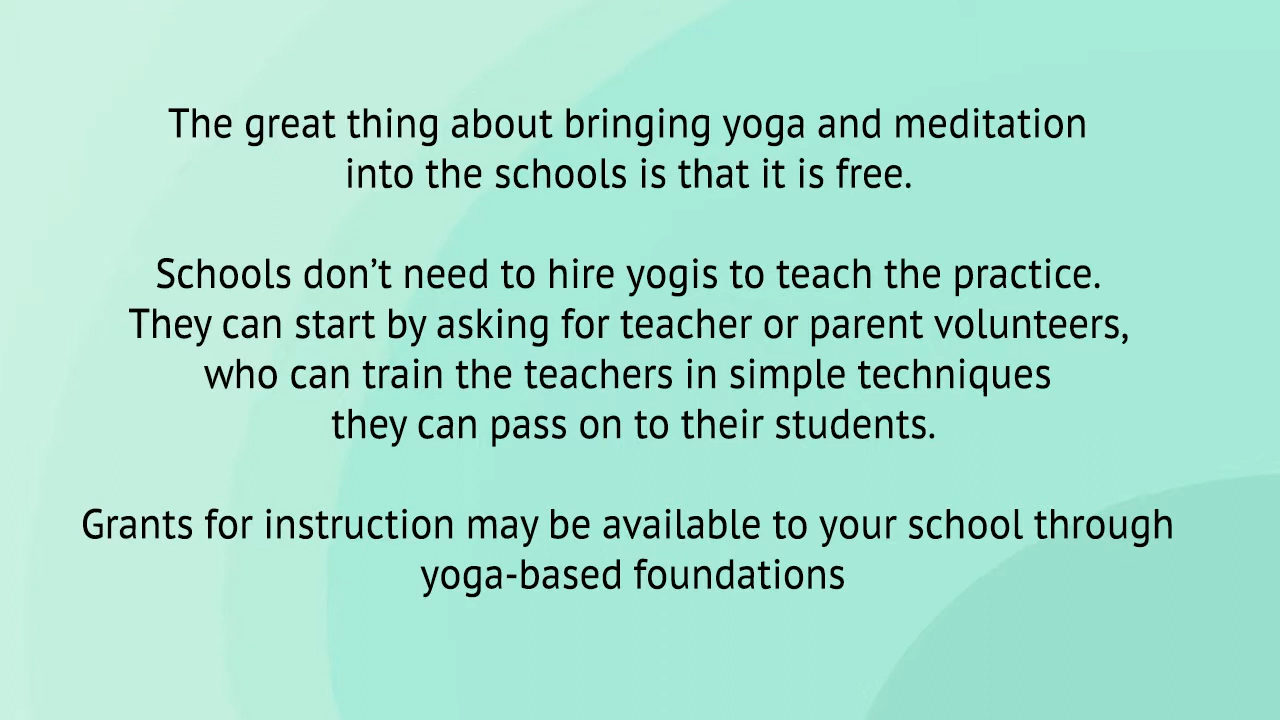 The great thing about bringing yoga and meditation
into the schools is that it is free.
Schools don’t need to hire yogis to teach the practice.
They can start by asking for teacher or parent volunteers,
who can train the teachers in simple techniques
they can pass on to their students.
Grants for instruction may be available to your school through
yoga-based foundations